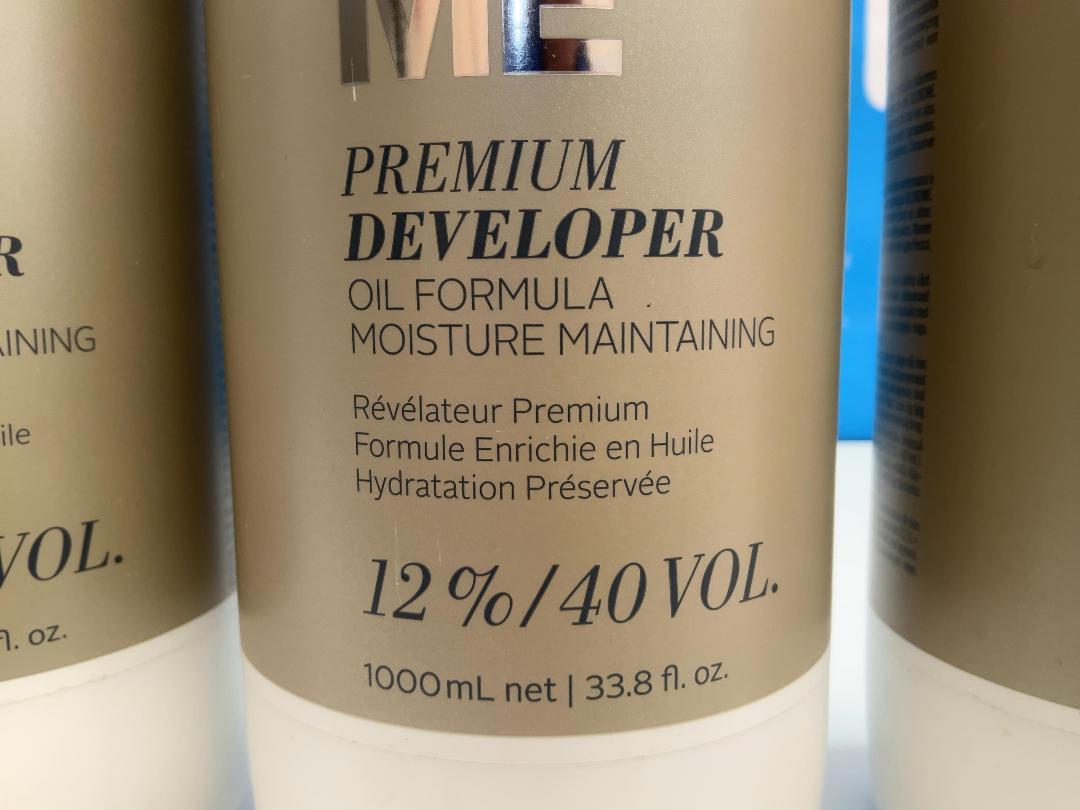 ME
PREMIUM
DEVELOPER
OIL FORMULA
MOISTURE MAINTAINING
Révélateur Premium
Formule Enrichie en Huile
Hydratation Préservée
12%/40 VOL.
1000mL net | 33.8 fl. oz.
R
AINING
ile
VOL.
fl. oz.